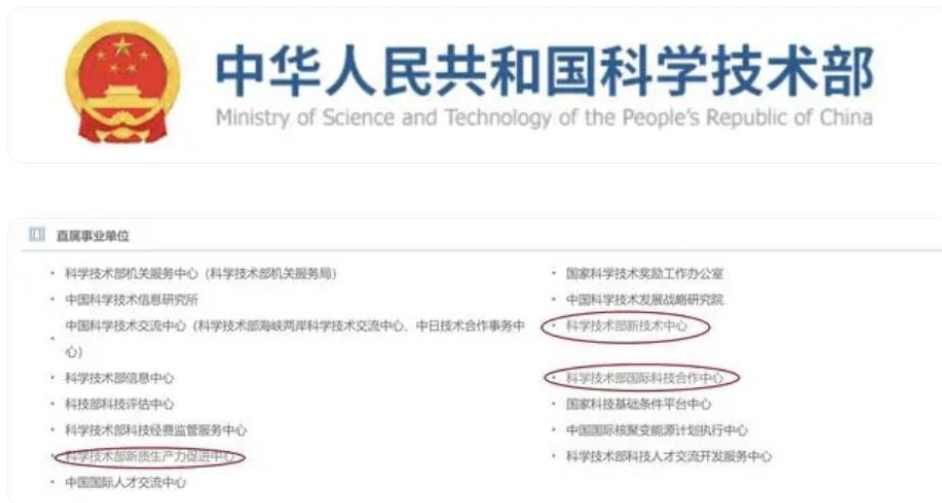 中华人民共和国科学技术部
Ministry of Science and Technology of the People's Republic of China
直属事业单位
科学技术部机关服务中心（科学技术部机关服务局）
中国科学技术信息研究所
中国科学技术交流中心（科学技术部海峡两岸科学技术交流中心、中日技术合作事务中
心）
科学技术部信息中心
科技部科技评估中心
科学技术部科技经费监管服务中心
科学技术部新质生产力促进中心
中国国际人才交流中心
国家科学技术奖励工作办公室
中国科学技术发展战略研究院
科学技术部新技术中心
科学技术部国际科技合作中心
国家科技基础条件平台中心
中国国际核聚变能源计划执行中心
科学技术部科技人才交流开发服务中心